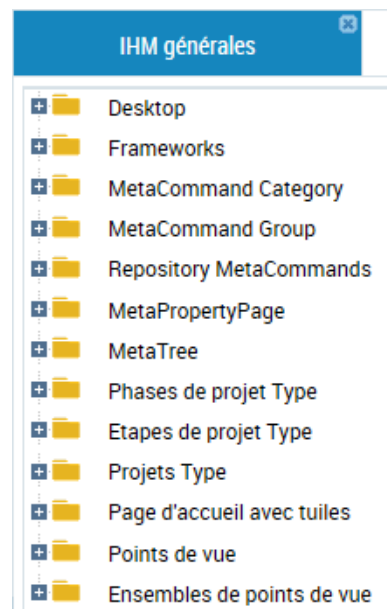 IHM générales
Desktop
Frameworks
MetaCommand Category
MetaCommand Group
Repository MetaCommands
MetaPropertyPage
MetaTree
Phases de projet Type
Etapes de projet Type
Projets Type
Page d'accueil avec tuiles
Points de vue
Ensembles de points de vue